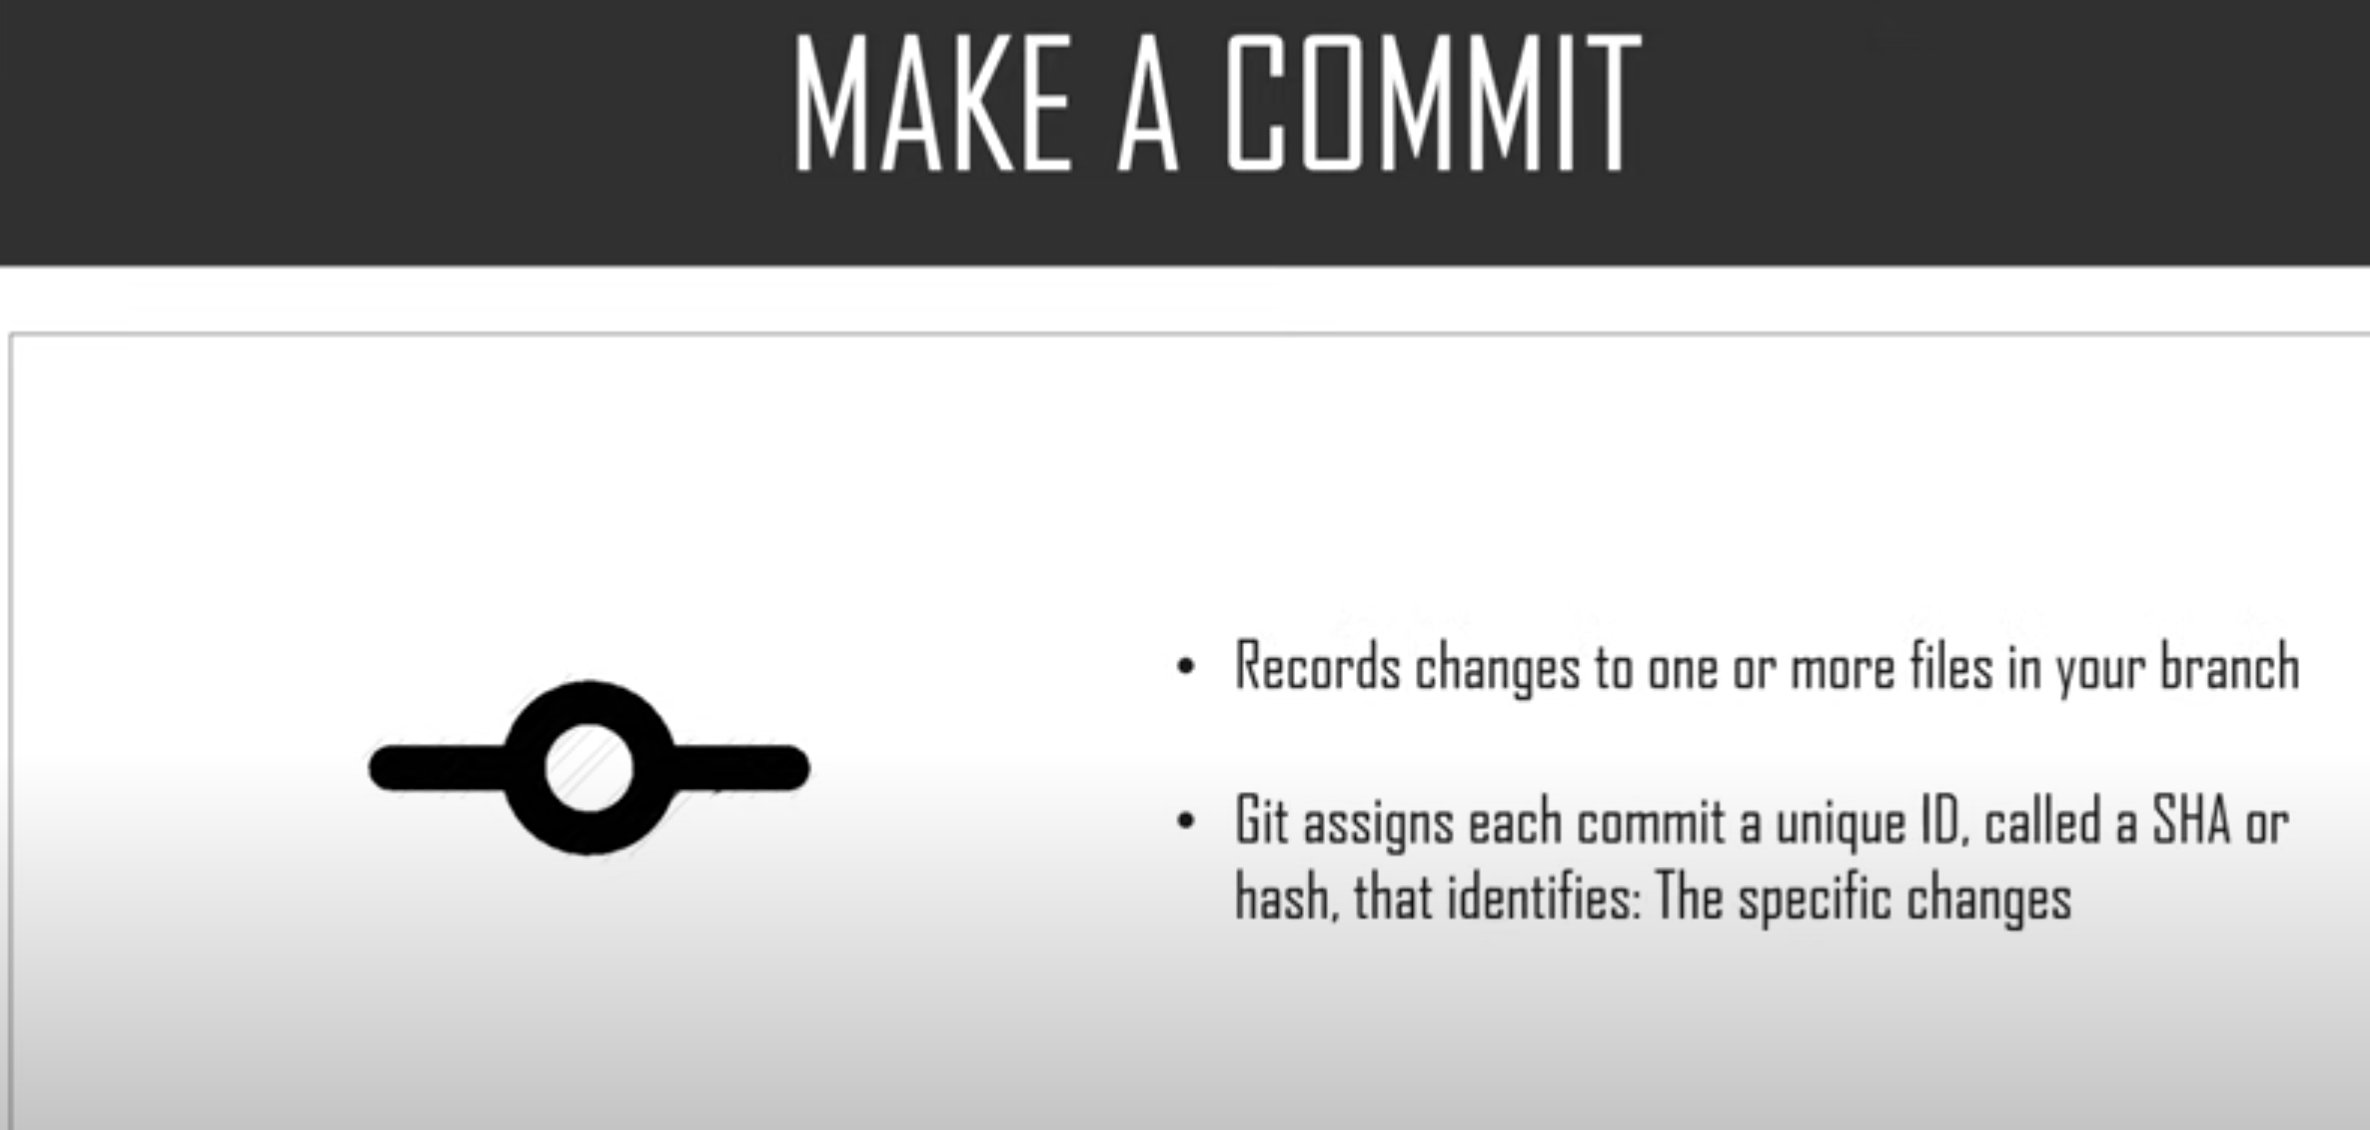 MAKE A COMMIT
• Records changes to one or more files in your branch
• Git assigns each commit a unique ID, called a SHA or
hash, that identifies: The specific changes